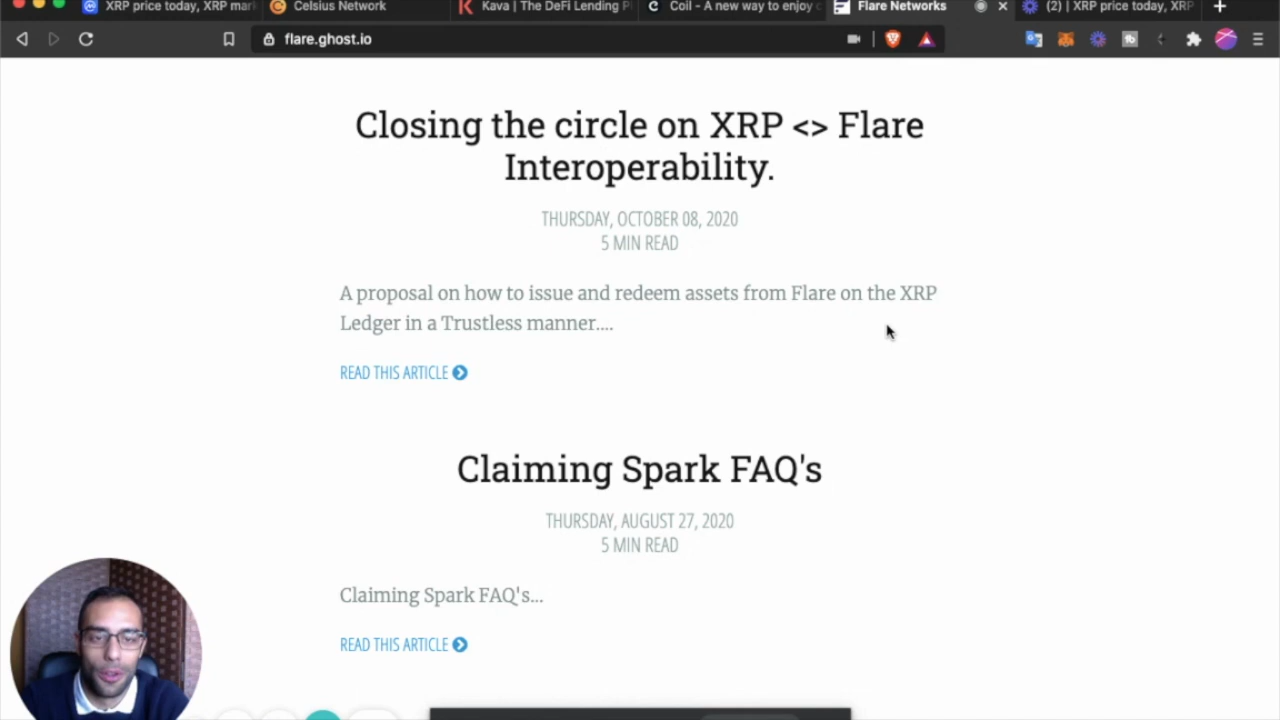 XRP price today, XRP mar
Celsius Network
Kava | The DeFi Lending Pl
Coil - A new way to enjoy c
Flare Networks
(2) | XRP price today, XRP
flare.ghost.io
Closing the circle on XRP <> Flare
Interoperability.
THURSDAY, OCTOBER 08, 2020
5 MIN READ
A proposal on how to issue and redeem assets from Flare on the XRP
Ledger in a Trustless manner....
READ THIS ARTICLE
Claiming Spark FAQ's
THURSDAY, AUGUST 27, 2020
5 MIN READ
Claiming Spark FAQ's...
READ THIS ARTICLE